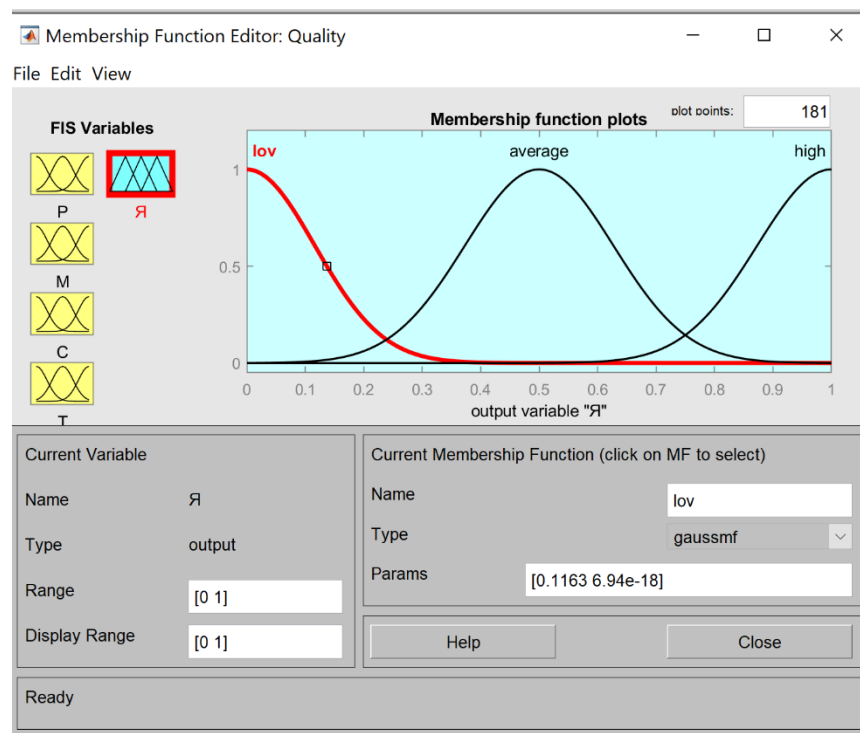 Membership Function Editor: Quality
File Edit View
FIS Variables
P
Я
M
C
T
Membership function plots
plot points:
181
lov
average
high
1
0.5
0
0 0.1 0.2 0.3 0.4 0.5 0.6 0.7 0.8 0.9 1
output variable "Я"
Current Variable
Name Я
Type output
Range [0 1]
Display Range [0 1]
Current Membership Function (click on MF to select)
Name lov
Type gaussmf
Params [0.1163 6.94e-18]
Help Close
Ready